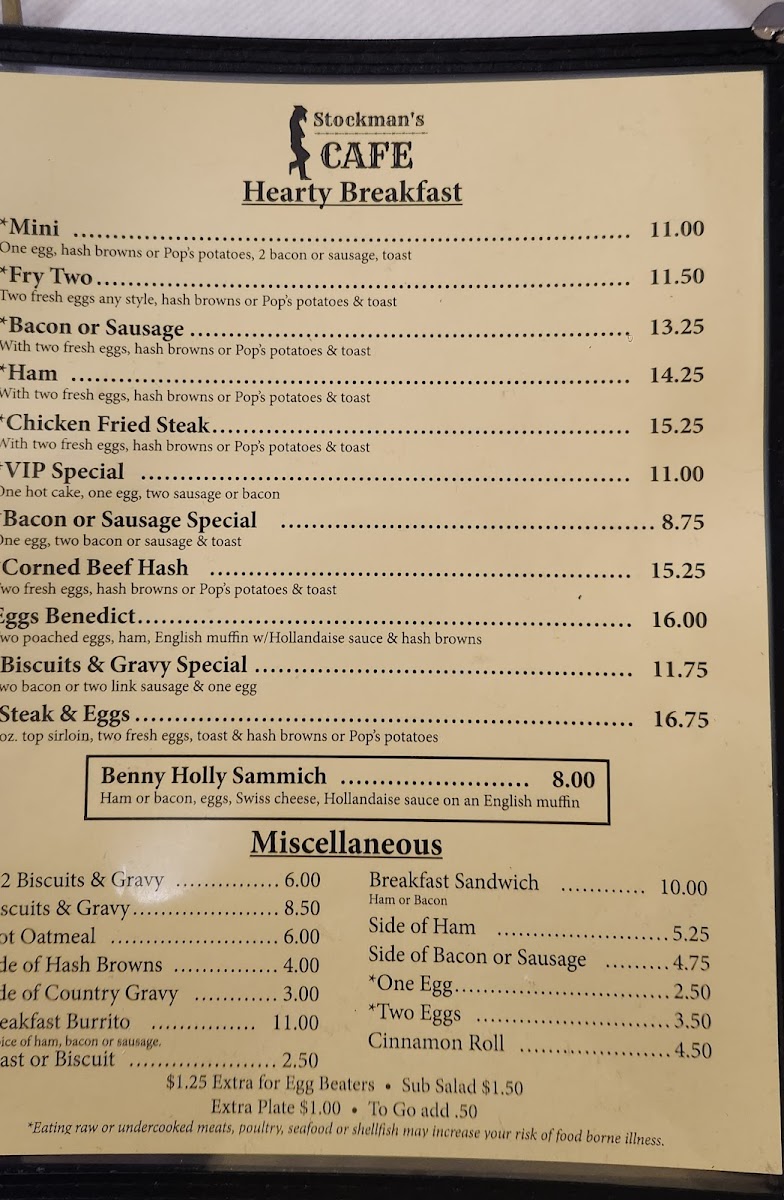 Stockman's
CAFE
Hearty Breakfast
*Mini ........ 11.00
One egg, hash browns or Pop's potatoes, 2 bacon or sausage, toast
*Fry Two ........ 11.50
Two fresh eggs any style, hash browns or Pop's potatoes & toast
*Bacon or Sausage ........ 13.25
With two fresh eggs, hash browns or Pop's potatoes & toast
*Ham ........ 14.25
With two fresh eggs, hash browns or Pop's potatoes & toast
*Chicken Fried Steak ........ 15.25
With two fresh eggs, hash browns or Pop's potatoes & toast
*VIP Special ........ 11.00
One hot cake, one egg, two sausage or bacon
Bacon or Sausage Special ........ 8.75
One egg, two bacon or sausage & toast
Corned Beef Hash ........ 15.25
wo fresh eggs, hash browns or Pop's potatoes & toast
Eggs Benedict ........ 16.00
wo poached eggs, ham, English muffin w/Hollandaise sauce & hash browns
Biscuits & Gravy Special ........ 11.75
wo bacon or two link sausage & one egg
Steak & Eggs ........ 16.75
oz. top sirloin, two fresh eggs, toast & hash browns or Pop's potatoes
Benny Holly Sammich ........ 8.00
Ham or bacon, eggs, Swiss cheese, Hollandaise sauce on an English muffin
Miscellaneous
2 Biscuits & Gravy ........ 6.00
scuits & Gravy ........ 8.50
ot Oatmeal ........ 6.00
de of Hash Browns ........ 4.00
de of Country Gravy ........ 3.00
eakfast Burrito ........ 11.00
ice of ham, bacon or sausage.
ast or Biscuit ........ 2.50
Breakfast Sandwich ........ 10.00
Ham or Bacon
Side of Ham ........ 5.25
Side of Bacon or Sausage ........ 4.75
*One Egg ........ 2.50
*Two Eggs ........ 3.50
Cinnamon Roll ........ 4.50
$1.25 Extra for Egg Beaters • Sub Salad $1.50
Extra Plate $1.00 • To Go add .50
*Eating raw or undercooked meats, poultry, seafood or shellfish may increase your risk of food borne illness.